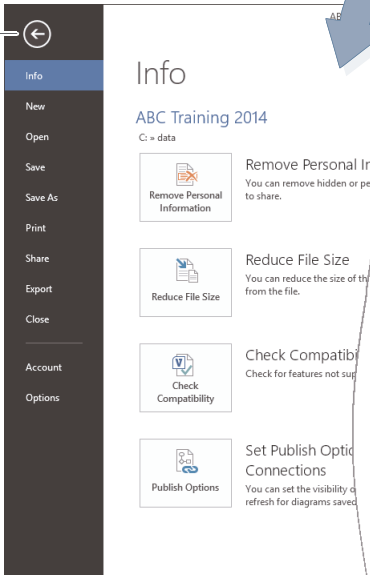 AB
Info
New
Open
Save
Save As
Print
Share
Export
Close
Account
Options
Info
ABC Training 2014
C: » data
Remove Personal
Information
Remove Personal In
You can remove hidden or pe
to share.
Reduce File Size
Reduce File Size
You can reduce the size of th
from the file.
Check
Compatibility
Check Compatibi
Check for features not sup
Publish Options
Set Publish Optio
Connections
You can set the visibility o
refresh for diagrams saved